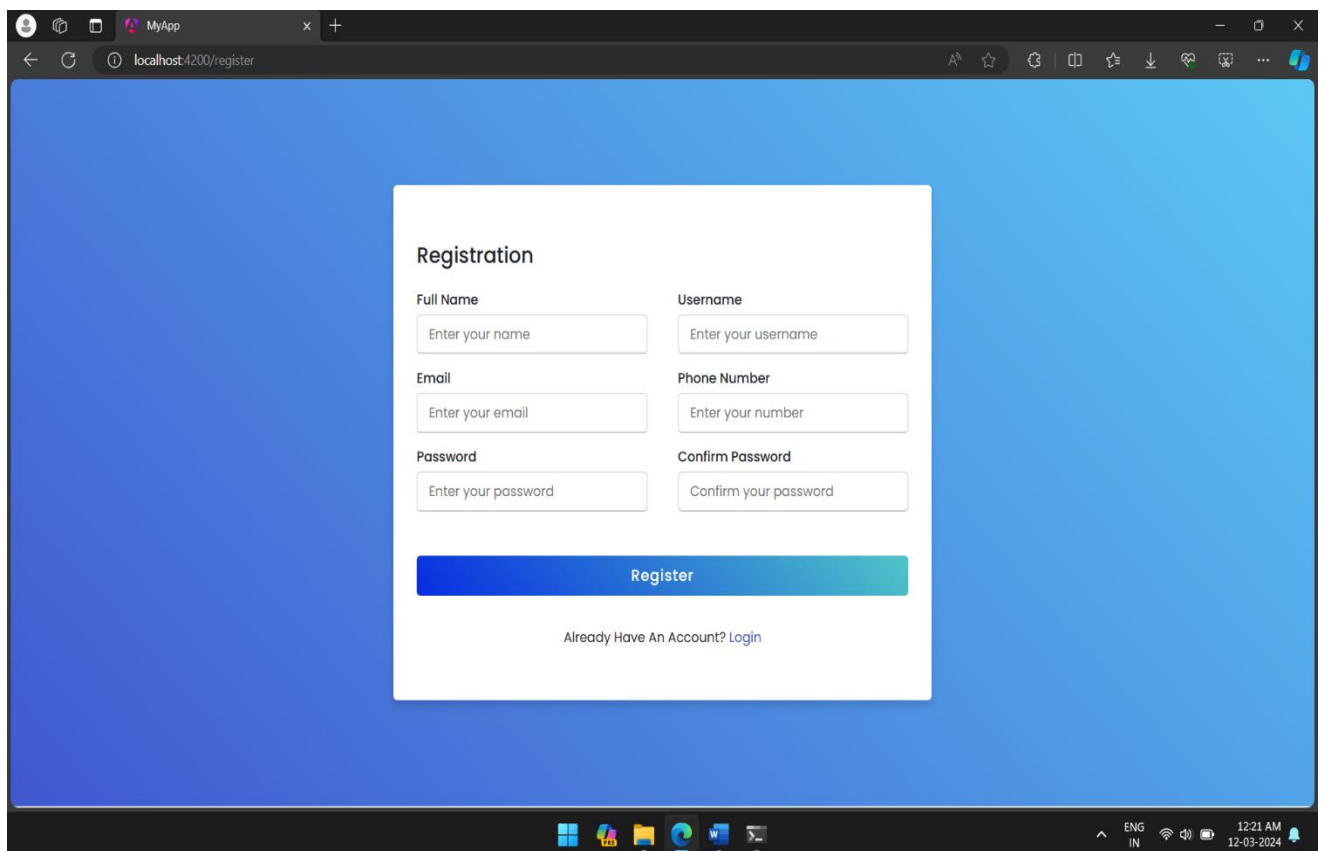 MyApp
localhost:4200/register
Registration
Full Name Username
Enter your name Enter your username
Email Phone Number
Enter your email Enter your number
Password Confirm Password
Enter your password Confirm your password
Register
Already Have An Account? Login
PRE
ENG 12:21 AM
IN 12-03-2024